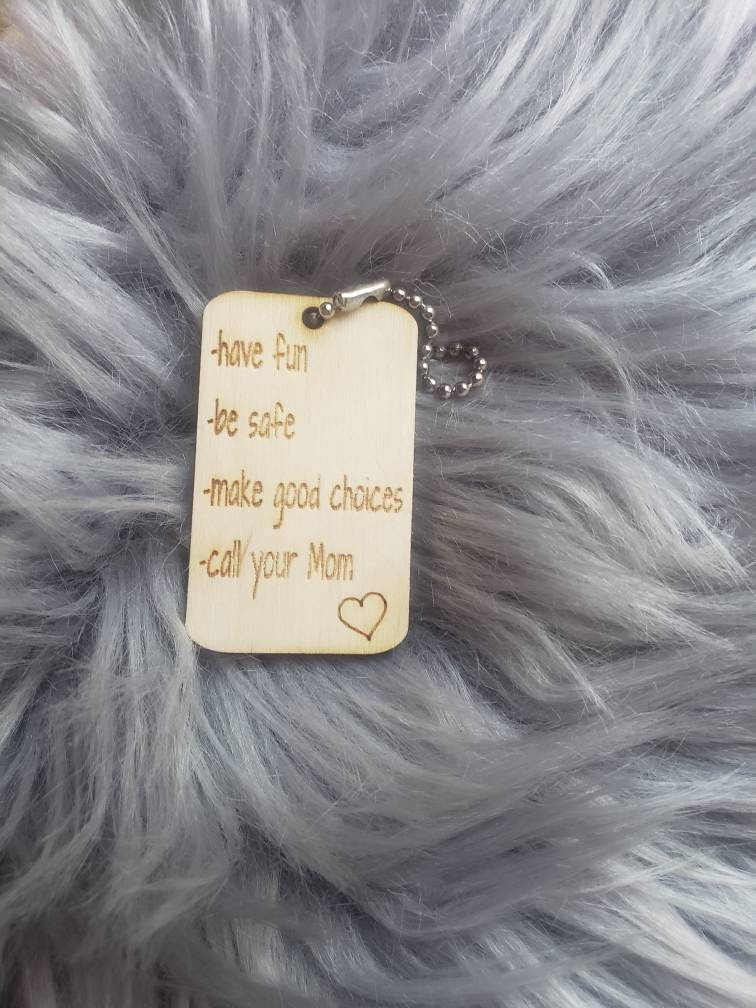 -have fun
-be safe
-make good choices
-call your Mom